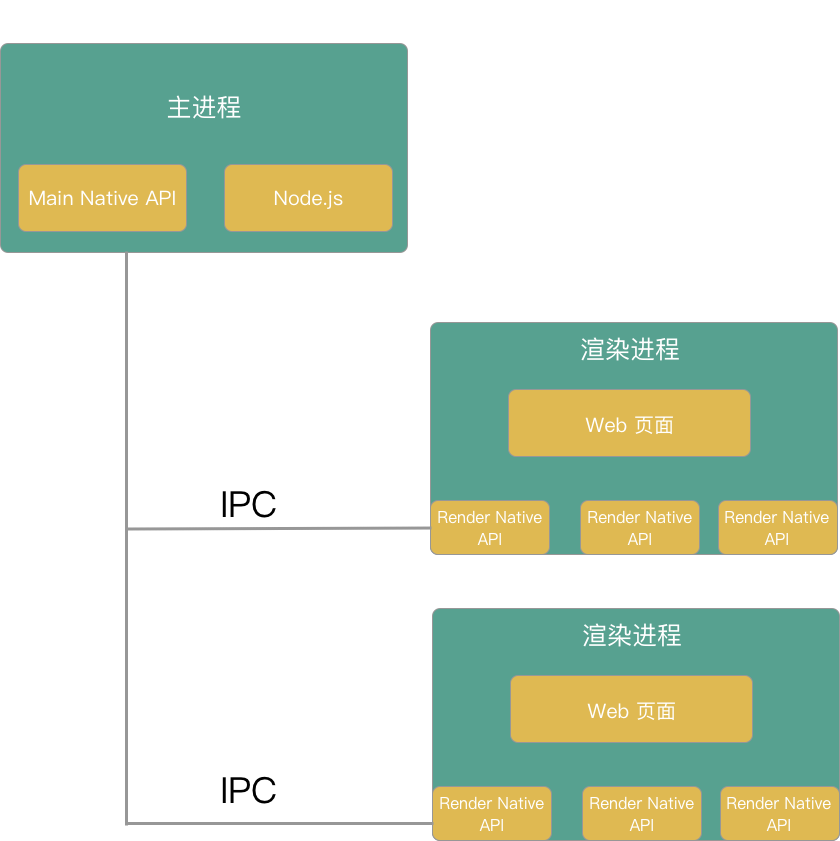 主进程
Main Native API
Node.js
渲染进程
Web 页面
IPC
Render Native
API
Render Native
API
Render Native
API
渲染进程
Web 页面
IPC
Render Native
API
Render Native
API
Render Native
API